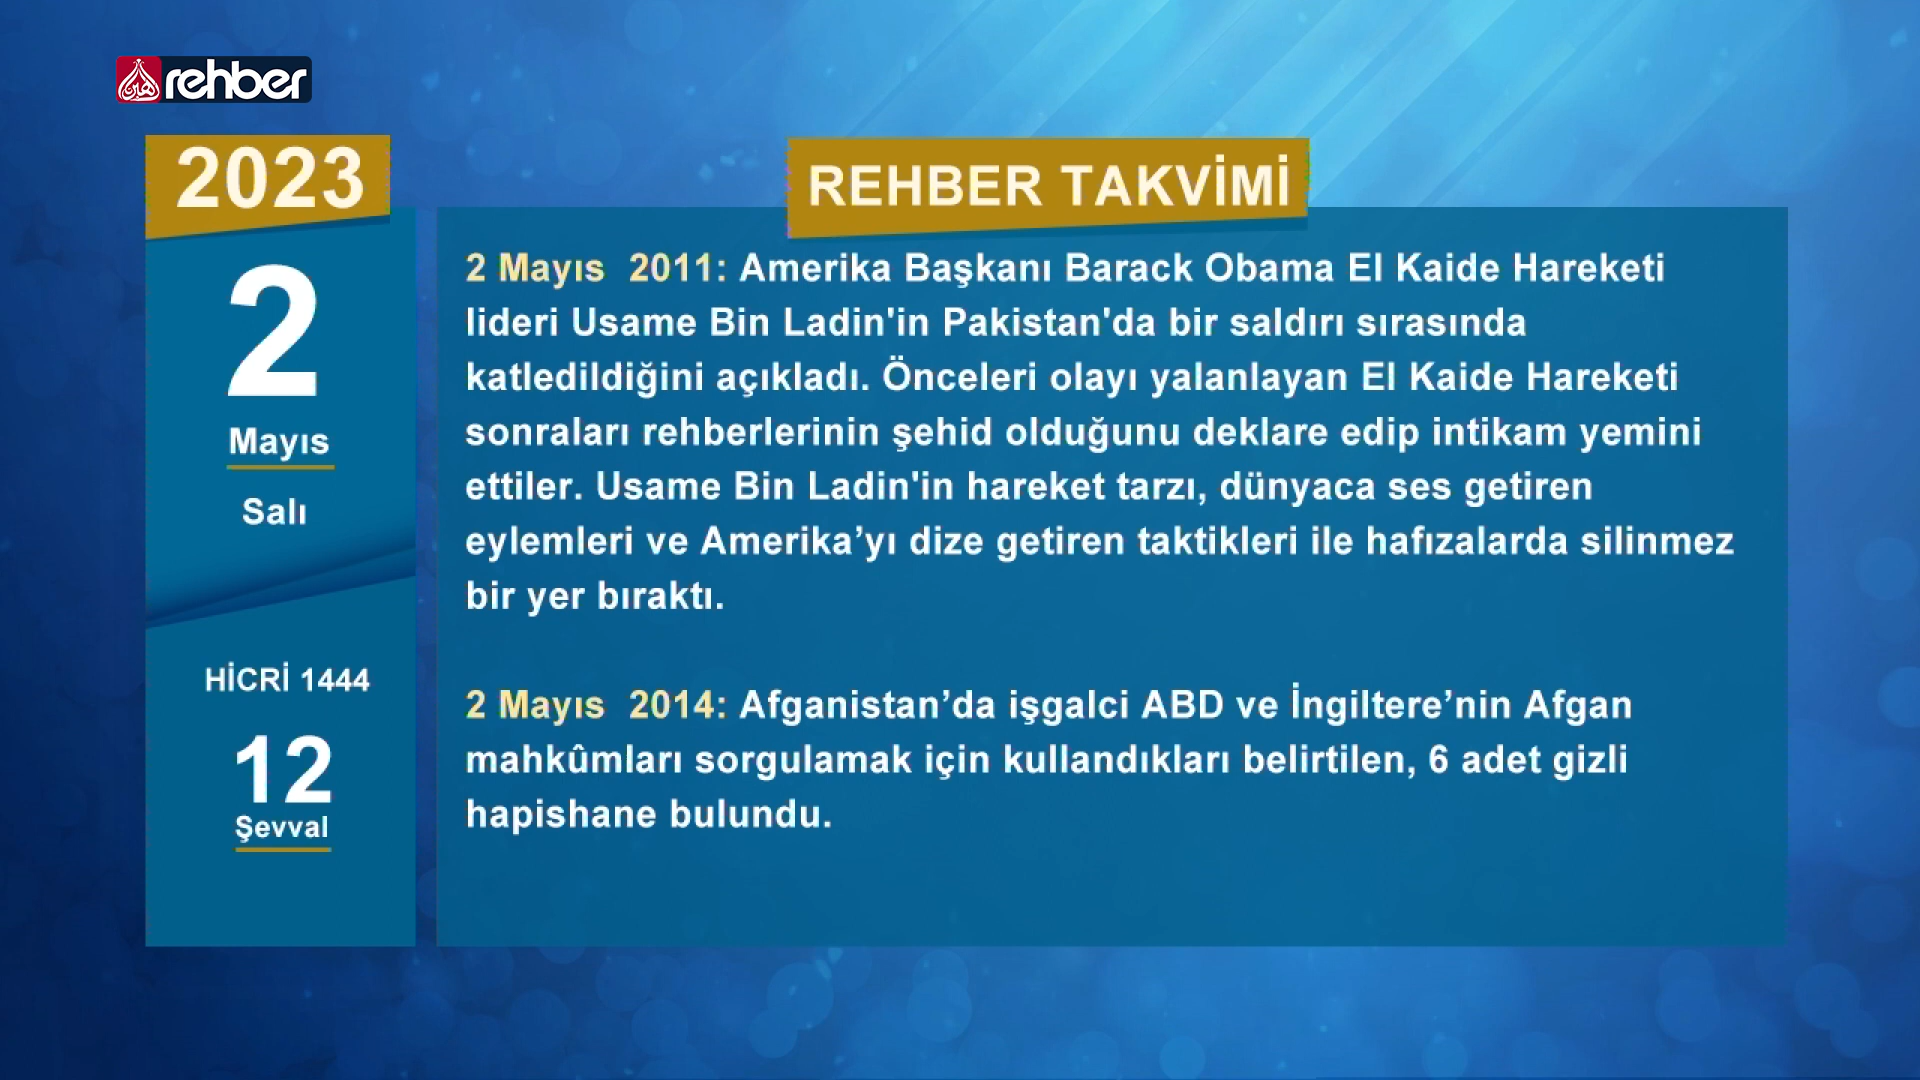 rehber
2023
2
Mayıs
Salı
HİCRİ 1444
12
Şevval
REHBER TAKVİMİ
2 Mayıs 2011: Amerika Başkanı Barack Obama El Kaide Hareketi
lideri Usame Bin Ladin'in Pakistan'da bir saldırı sırasında
katledildiğini açıkladı. Önceleri olayı yalanlayan El Kaide Hareketi
sonraları rehberlerinin şehid olduğunu deklare edip intikam yemini
ettiler. Usame Bin Ladin'in hareket tarzı, dünyaca ses getiren
eylemleri ve Amerika’yı dize getiren taktikleri ile hafızalarda silinmez
bir yer bıraktı.
2 Mayıs 2014: Afganistan’da işgalci ABD ve İngiltere’nin Afgan
mahkûmları sorgulamak için kullandıkları belirtilen, 6 adet gizli
hapishane bulundu.